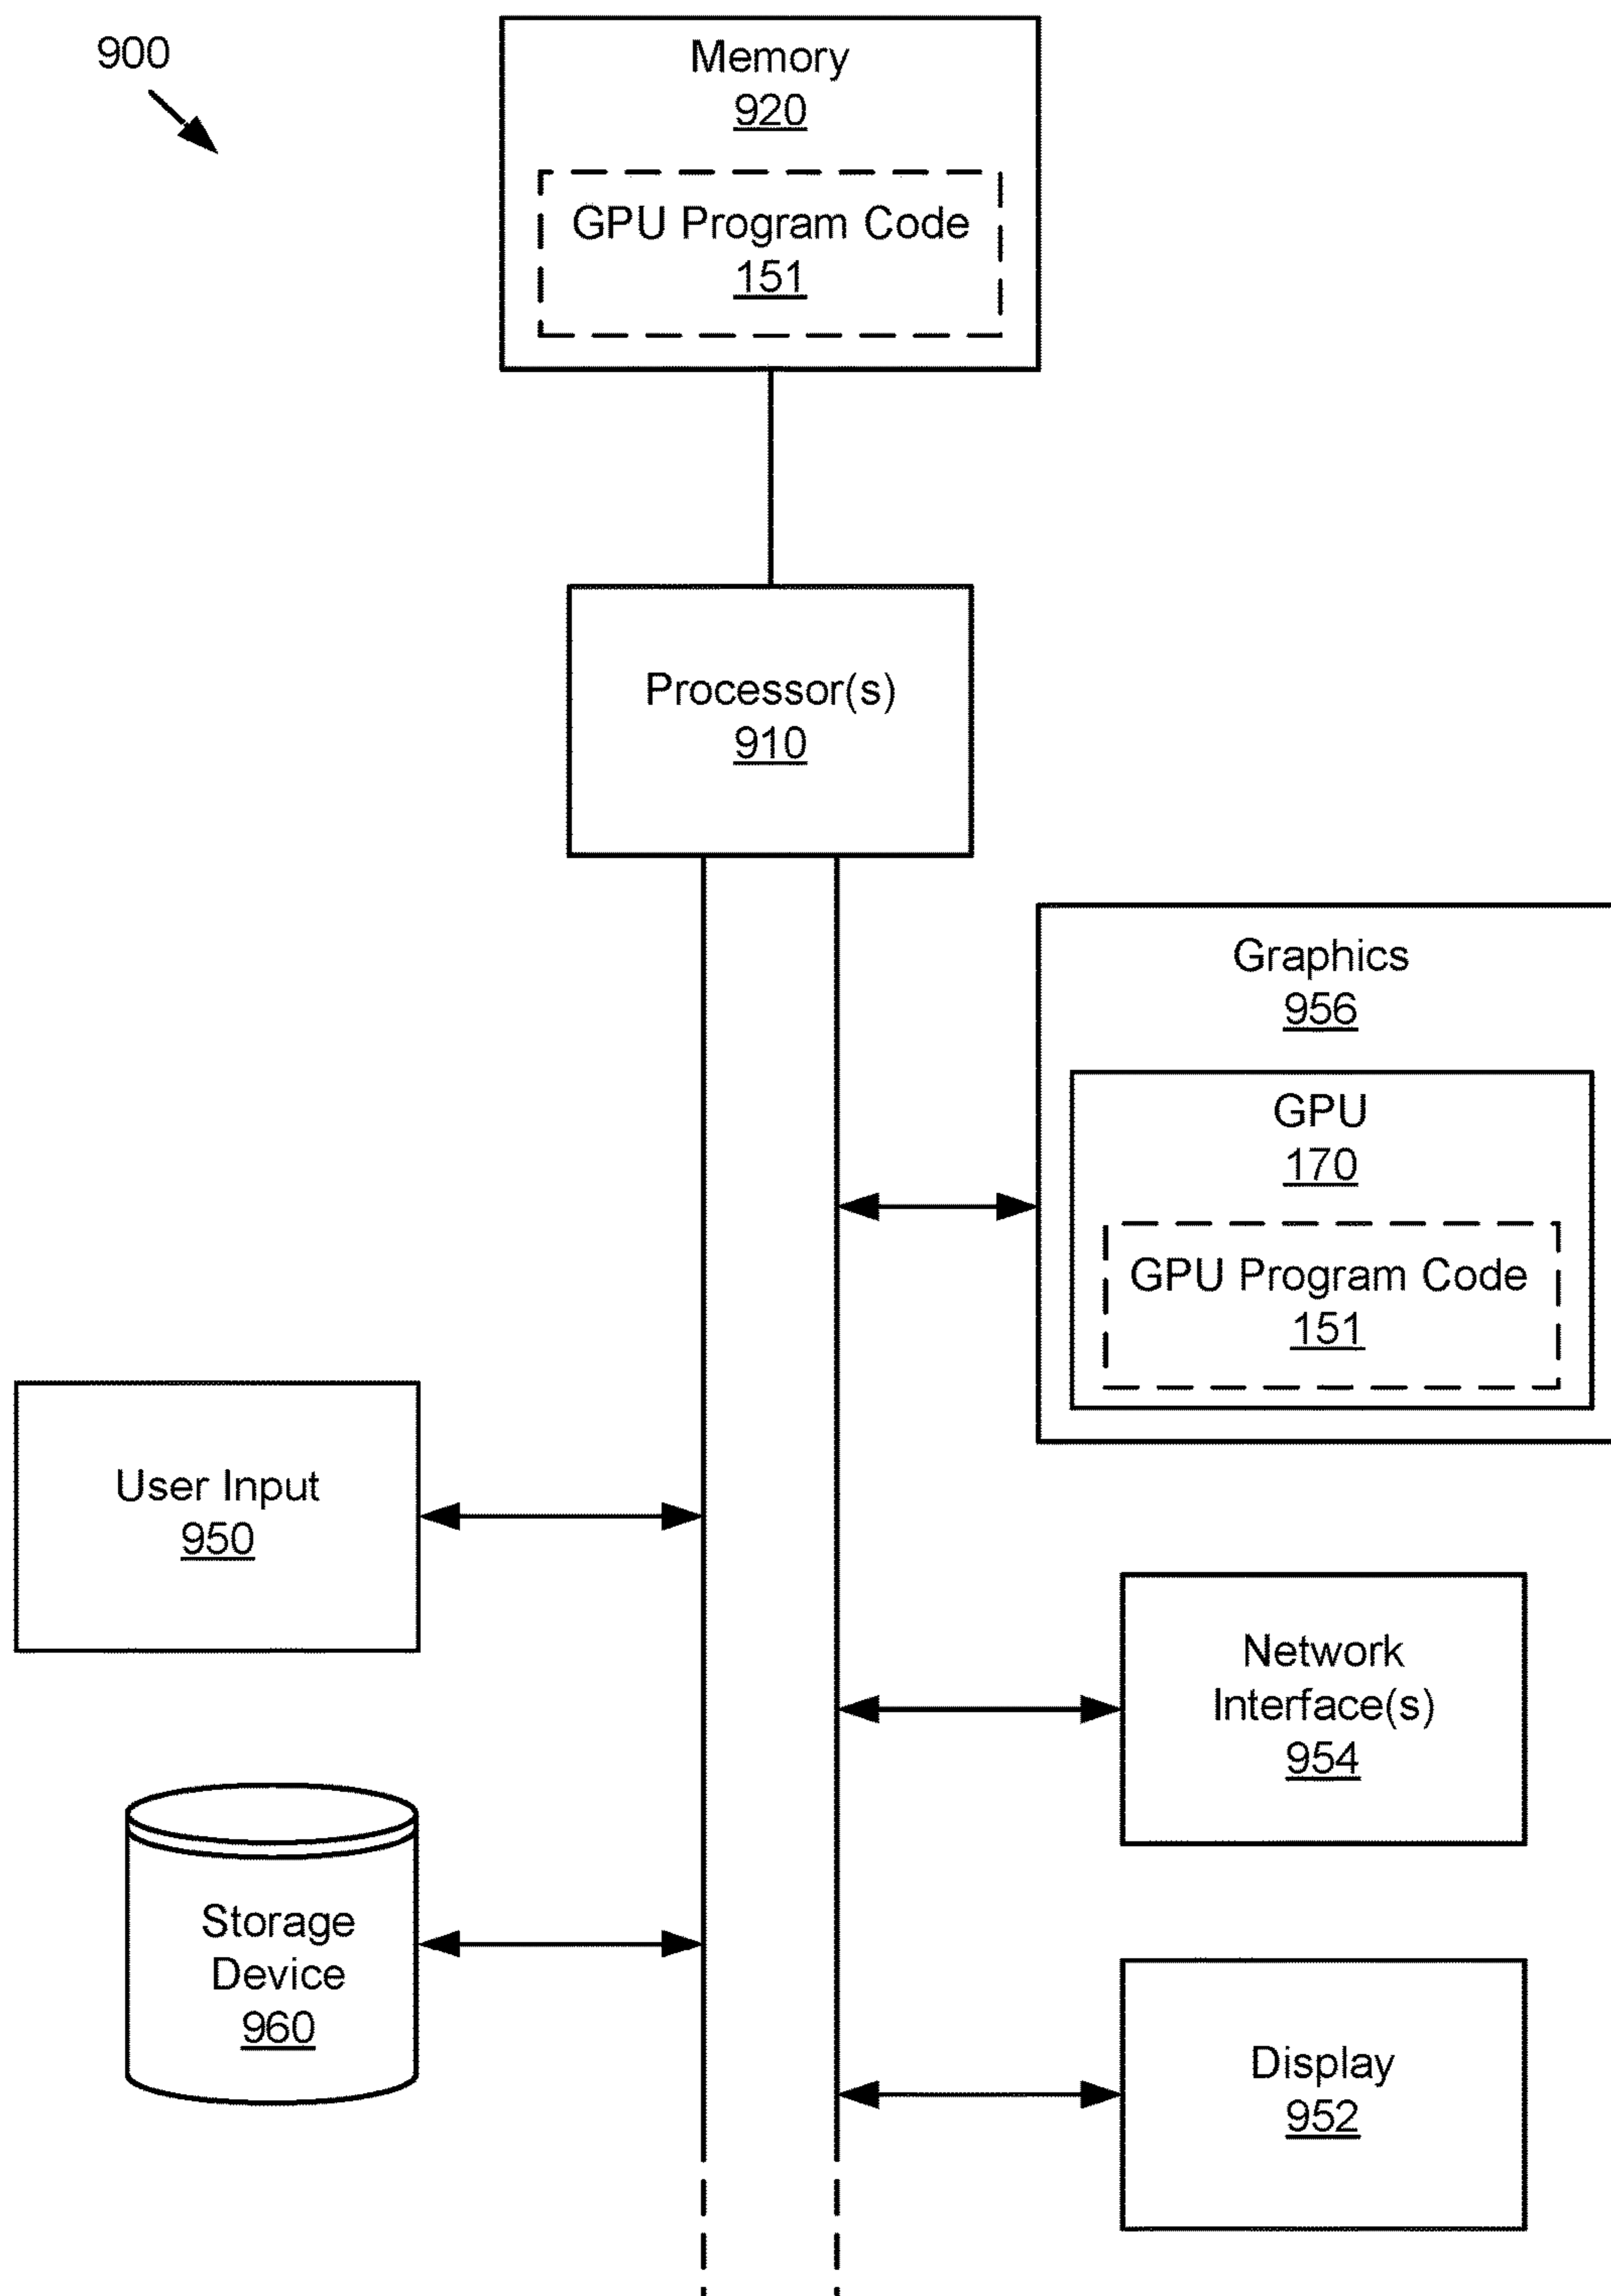 900
Memory
920
GPU Program Code
151
Processor(s)
910
Graphics
956
GPU
170
GPU Program Code
151
User Input
950
Network
Interface(s)
954
Storage
Device
960
Display
952